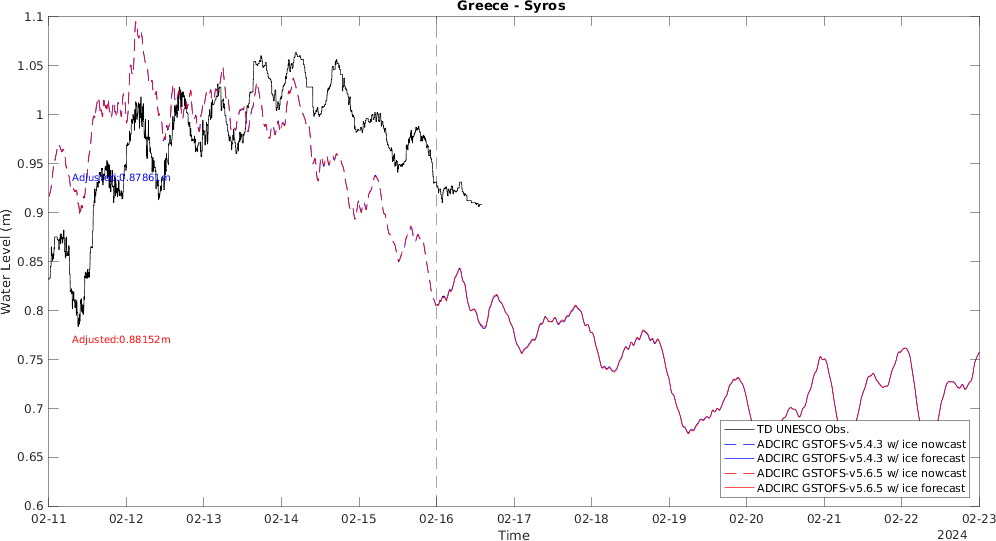 Greece - Syros
1.1
1.05
1
0.95
0.9
0.85
0.8
0.75
0.7
0.65
0.6
Water Level (m)
Adjusted:0.87861m
Adjusted:0.88152m
TD UNESCO Obs.
ADCIRC GSTOFS-v5.4.3 w/ ice nowcast
ADCIRC GSTOFS-v5.4.3 w/ ice forecast
ADCIRC GSTOFS-v5.6.5 w/ ice nowcast
ADCIRC GSTOFS-v5.6.5 w/ ice forecast
02-11 02-12 02-13 02-14 02-15 02-16 02-17 02-18 02-19 02-20 02-21 02-22 02-23
Time
2024